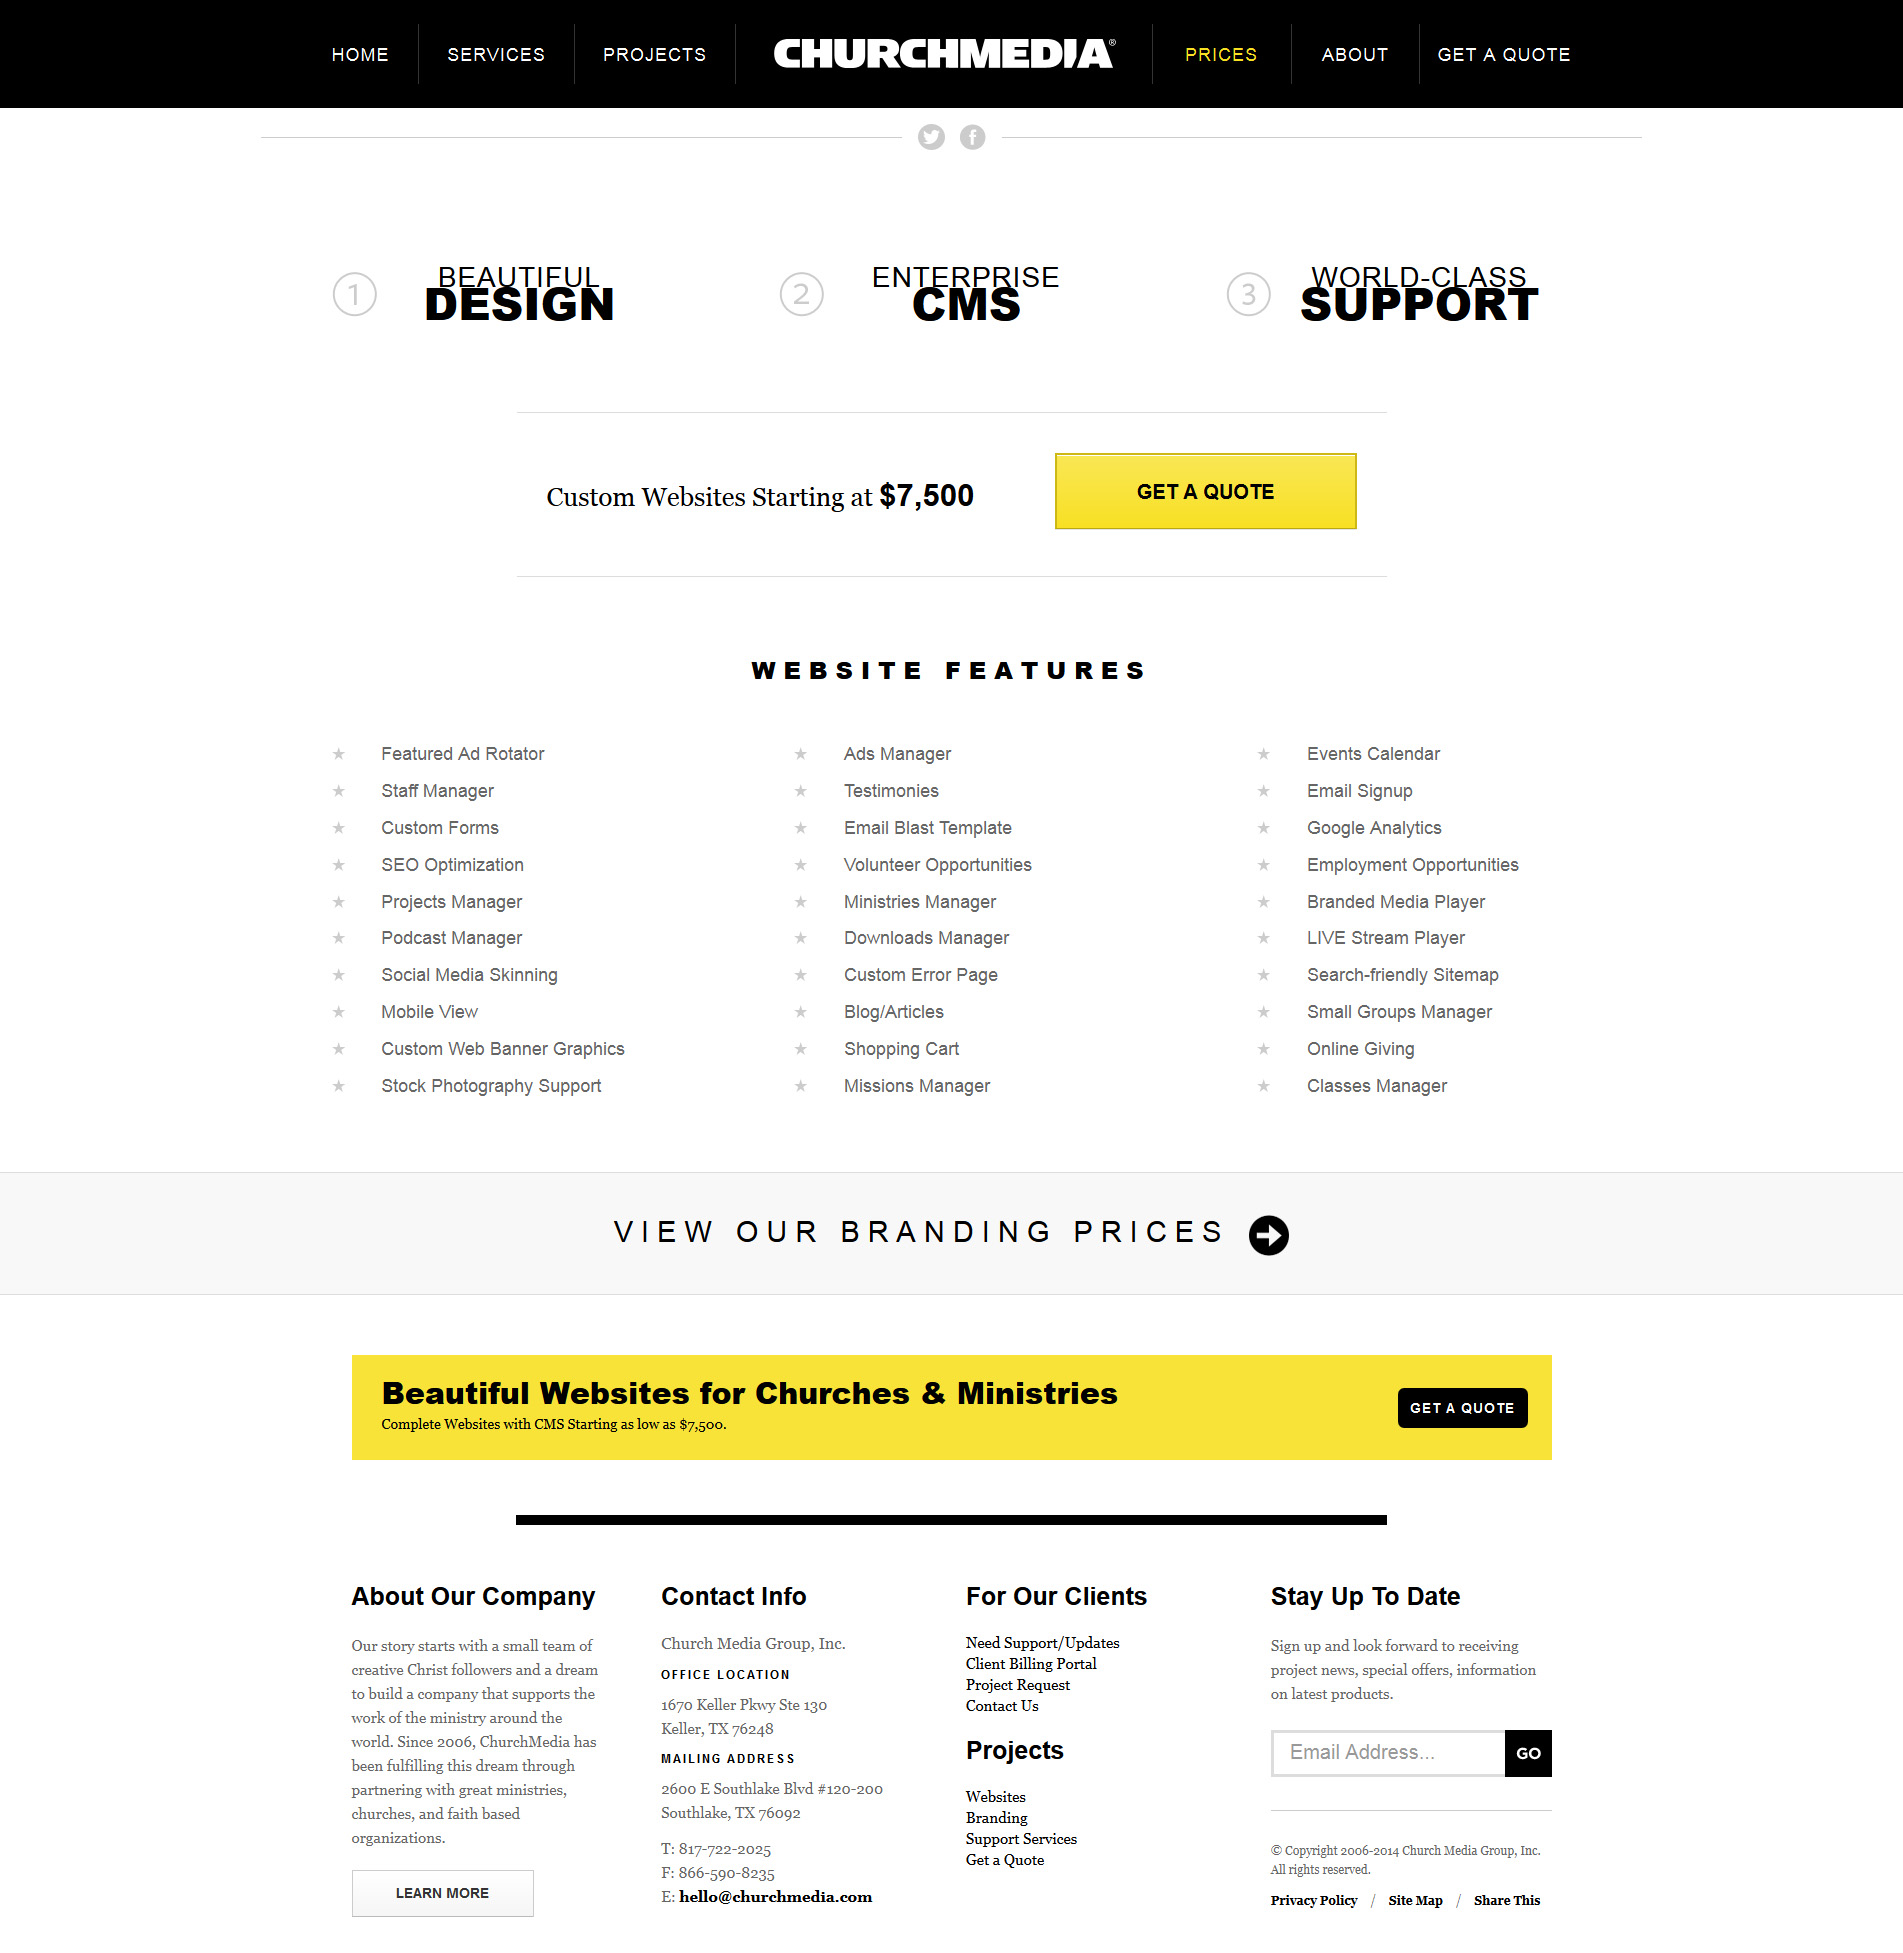 HOME
SERVICES
PROJECTS
CHURCHMEDIA®
PRICES
ABOUT
GET A QUOTE
1
BEAUTIFUL
DESIGN
2
ENTERPRISE
CMS
3
WORLD-CLASS
SUPPORT
Custom Websites Starting at $7,500
GET A QUOTE
WEBSITE FEATURES
Featured Ad Rotator
Staff Manager
Custom Forms
SEO Optimization
Projects Manager
Podcast Manager
Social Media Skinning
Mobile View
Custom Web Banner Graphics
Stock Photography Support
Ads Manager
Testimonies
Email Blast Template
Volunteer Opportunities
Ministries Manager
Downloads Manager
Custom Error Page
Blog/Articles
Shopping Cart
Missions Manager
Events Calendar
Email Signup
Google Analytics
Employment Opportunities
Branded Media Player
LIVE Stream Player
Search-friendly Sitemap
Small Groups Manager
Online Giving
Classes Manager
VIEW OUR BRANDING PRICES
Beautiful Websites for Churches & Ministries
Complete Websites with CMS Starting as low as $7,500.
GET A QUOTE
About Our Company
Our story starts with a small team of
creative Christ followers and a dream
to build a company that supports the
work of the ministry around the
world. Since 2006, ChurchMedia has
been fulfilling this dream through
partnering with great ministries,
churches, and faith based
organizations.
LEARN MORE
Contact Info
Church Media Group, Inc.
OFFICE LOCATION
1670 Keller Pkwy Ste 130
Keller, TX 76248
MAILING ADDRESS
2600 E Southlake Blvd #120-200
Southlake, TX 76092
T: 817-722-2025
F: 866-590-8235
E: hello@churchmedia.com
For Our Clients
Need Support/Updates
Client Billing Portal
Project Request
Contact Us
Projects
Websites
Branding
Support Services
Get a Quote
Stay Up To Date
Sign up and look forward to receiving
project news, special offers, information
on latest products.
Email Address...
GO
© Copyright 2006-2014 Church Media Group, Inc.
All rights reserved.
Privacy Policy / Site Map / Share This